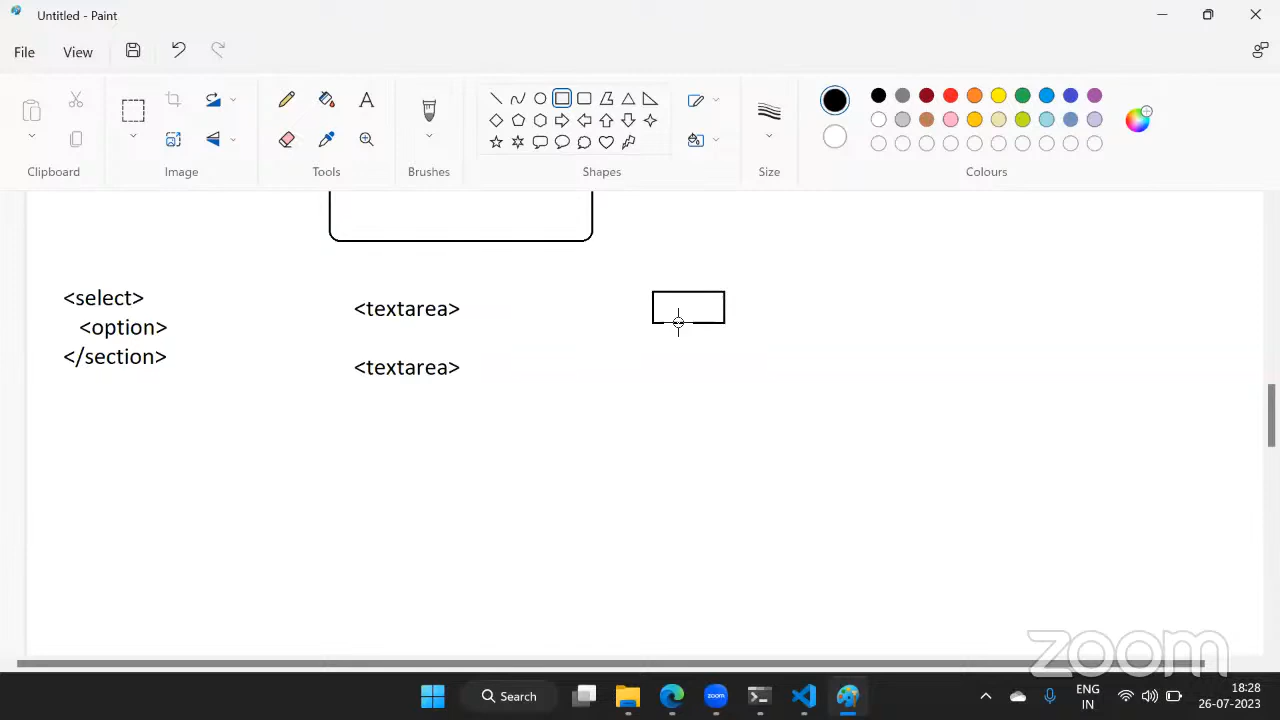 Untitled - Paint
File View
Clipboard
Image
Tools
Brushes
Shapes
Size
Colours
<select>
<option>
</section>
<textarea>
<textarea>
zoom
Search
zoom
ENG
IN
18:28
26-07-2023